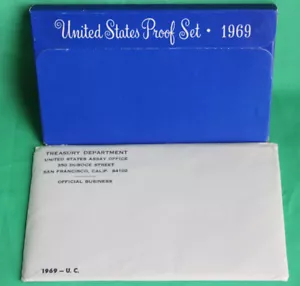 United States Proof Set • 1969
TREASURY DEPARTMENT
UNITED STATES ASSAY OFFICE
350 DUBOCE STREET
SAN FRANCISCO, CALIF. 94102
OFFICIAL BUSINESS
1969 — U. C.